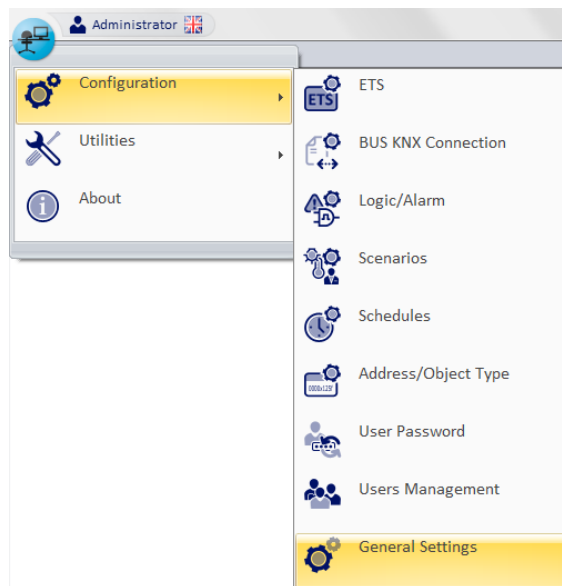 Administrator
Configuration
Utilities
About
ETS
ETS
BUS KNX Connection
Logic/Alarm
Scenarios
Schedules
Address/Object Type
User Password
Users Management
General Settings